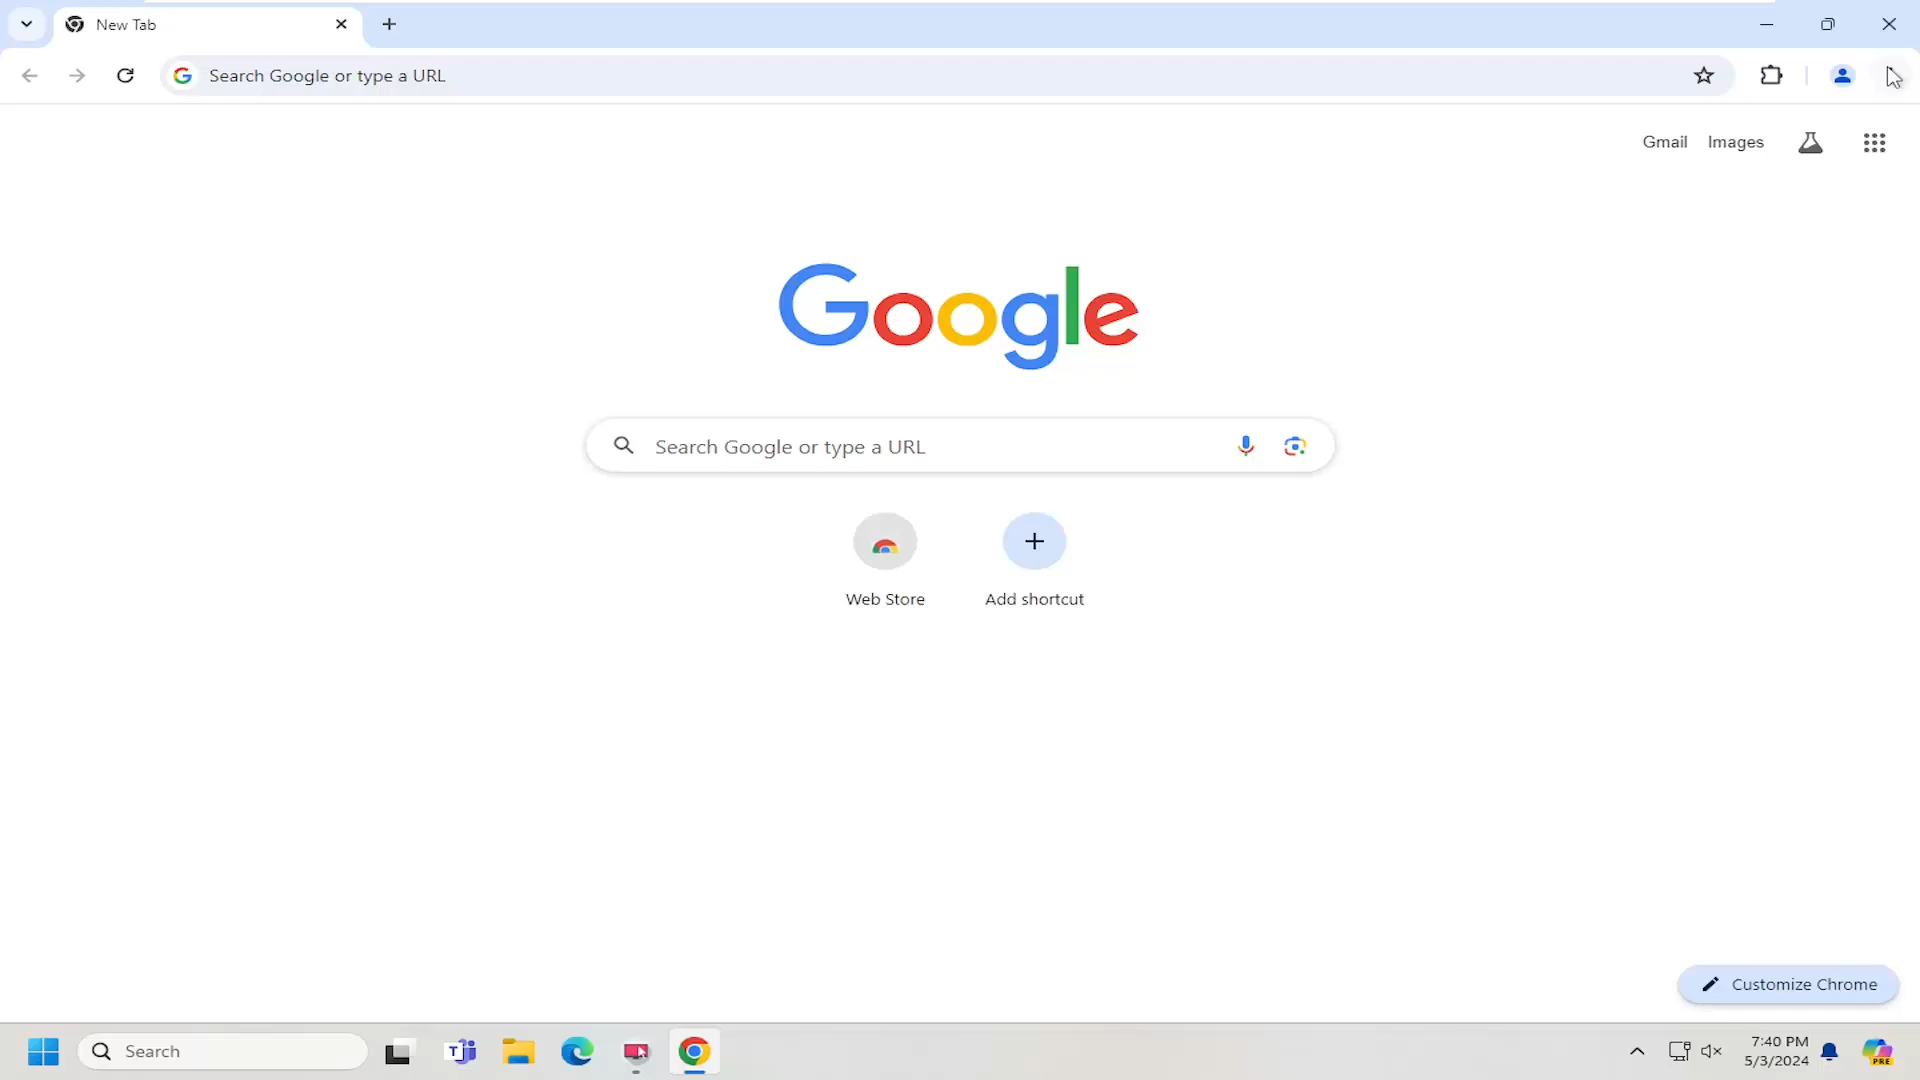 New Tab
Search Google or type a URL
Gmail Images
Google
Search Google or type a URL
Web Store Add shortcut
Customize Chrome
Search
7:40 PM
5/3/2024
PRE